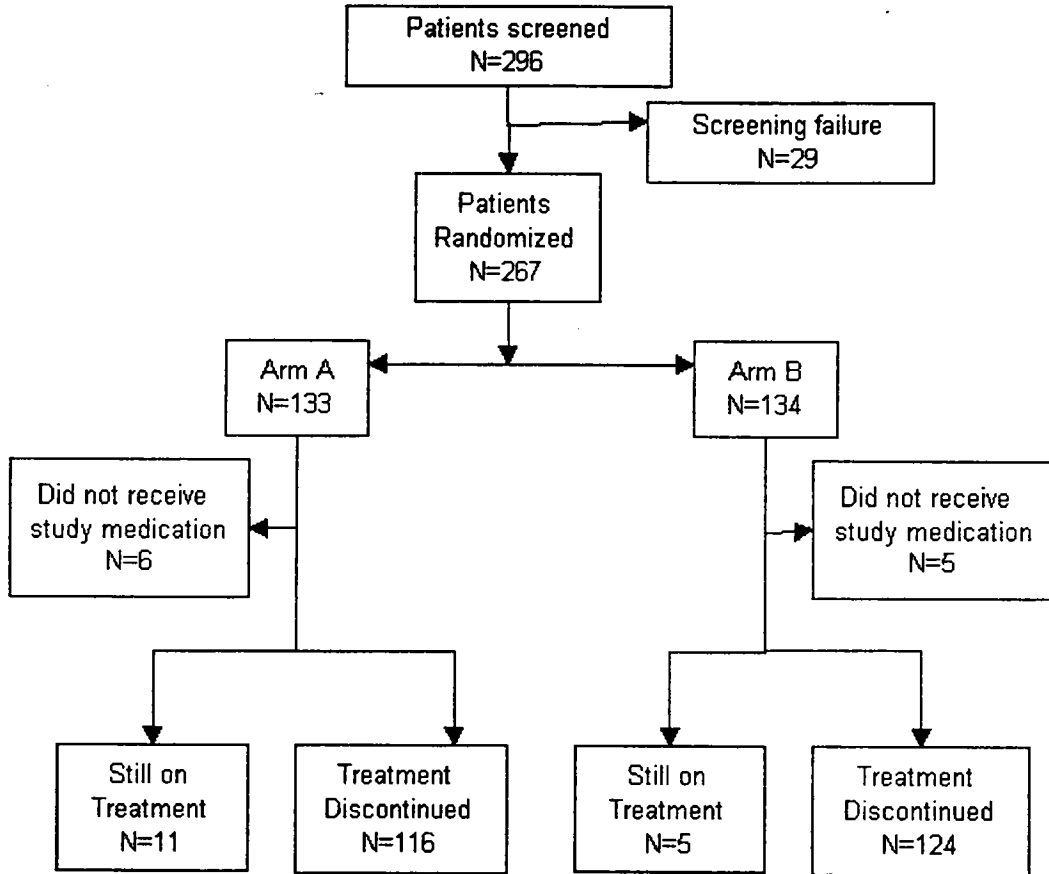 Patients screened
N=296
Screening failure
N=29
Patients
Randomized
N=267
Arm A
N=133
Arm B
N=134
Did not receive
study medication
N=6
Did not receive
study medication
N=5
Still on
Treatment
N=11
Treatment
Discontinued
N=116
Still on
Treatment
N=5
Treatment
Discontinued
N=124